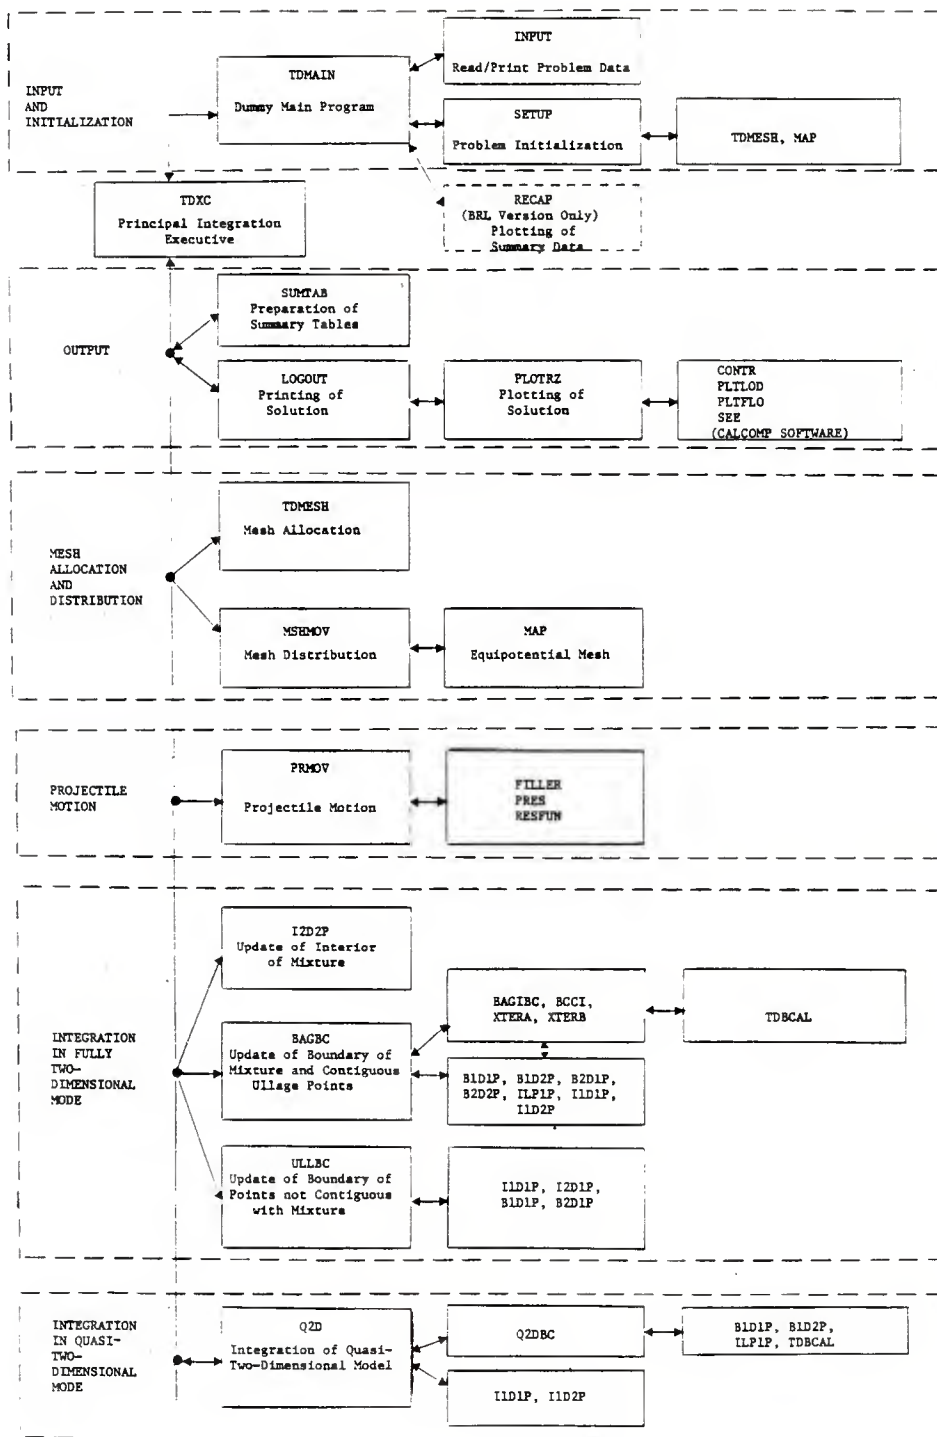 INPUT
AND
INITIALIZATION
TDMAIN
Dummy Main Program
INPUT
Read/Print Problem Data
SETUP
Problem Initialization
TDMESH, MAP
TDXC
Principal Integration
Executive
RECAP
(BRL Version Only)
Plotting of
Summary Data
OUTPUT
SUMTAB
Preparation of
Summary Tables
LOGOUT
Printing of
Solution
PLOTRZ
Plotting of
Solution
CONTR
PLTLOD
PLTFLO
SEE
(CALCOMP SOFTWARE)
MESH
ALLOCATION
AND
DISTRIBUTION
TDMESH
Mesh Allocation
MSHMOV
Mesh Distribution
MAP
Equipotential Mesh
PROJECTILE
MOTION
PRMOV
Projectile Motion
FILLER
PRES
RESFUN
INTEGRATION
IN FULLY
TWO-
DIMENSIONAL
MODE
I2D2P
Update of Interior
of Mixture
BAGBC
Update of Boundary of
Mixture and Contiguous
Ullage Points
BAGIBC, BCCI,
XTERA, XTERB
TDBCAL
B1D1P, B1D2P, B2D1P,
B2D2P, ILP1P, I1D1P,
I1D2P
ULLBC
Update of Boundary of
Points not Contiguous
with Mixture
I1D1P, I2D1P,
B1D1P, B2D1P
INTEGRATION
IN QUASI-
TWO-
DIMENSIONAL
MODE
Q2D
Integration of Quasi-
Two-Dimensional Model
Q2DBC
B1D1P, B1D2P,
ILP1P, TDBCAL
I1D1P, I1D2P